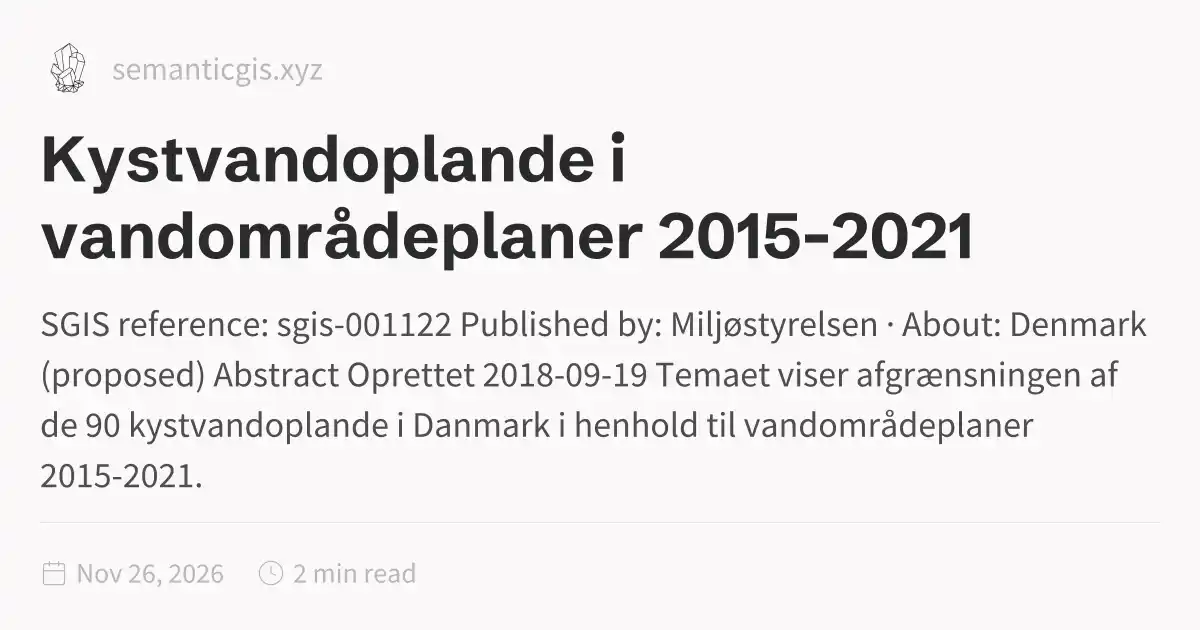 semanticgis.xyz
Kystvandoplande i
vandområdeplaner 2015-2021
SGIS reference: sgis-001122 Published by: Miljøstyrelsen · About: Denmark
(proposed) Abstract Oprettet 2018-09-19 Temaet viser afgrænsningen af
de 90 kystvandoplande i Danmark i henhold til vandområdeplaner
2015-2021.
Nov 26, 2026 2 min read